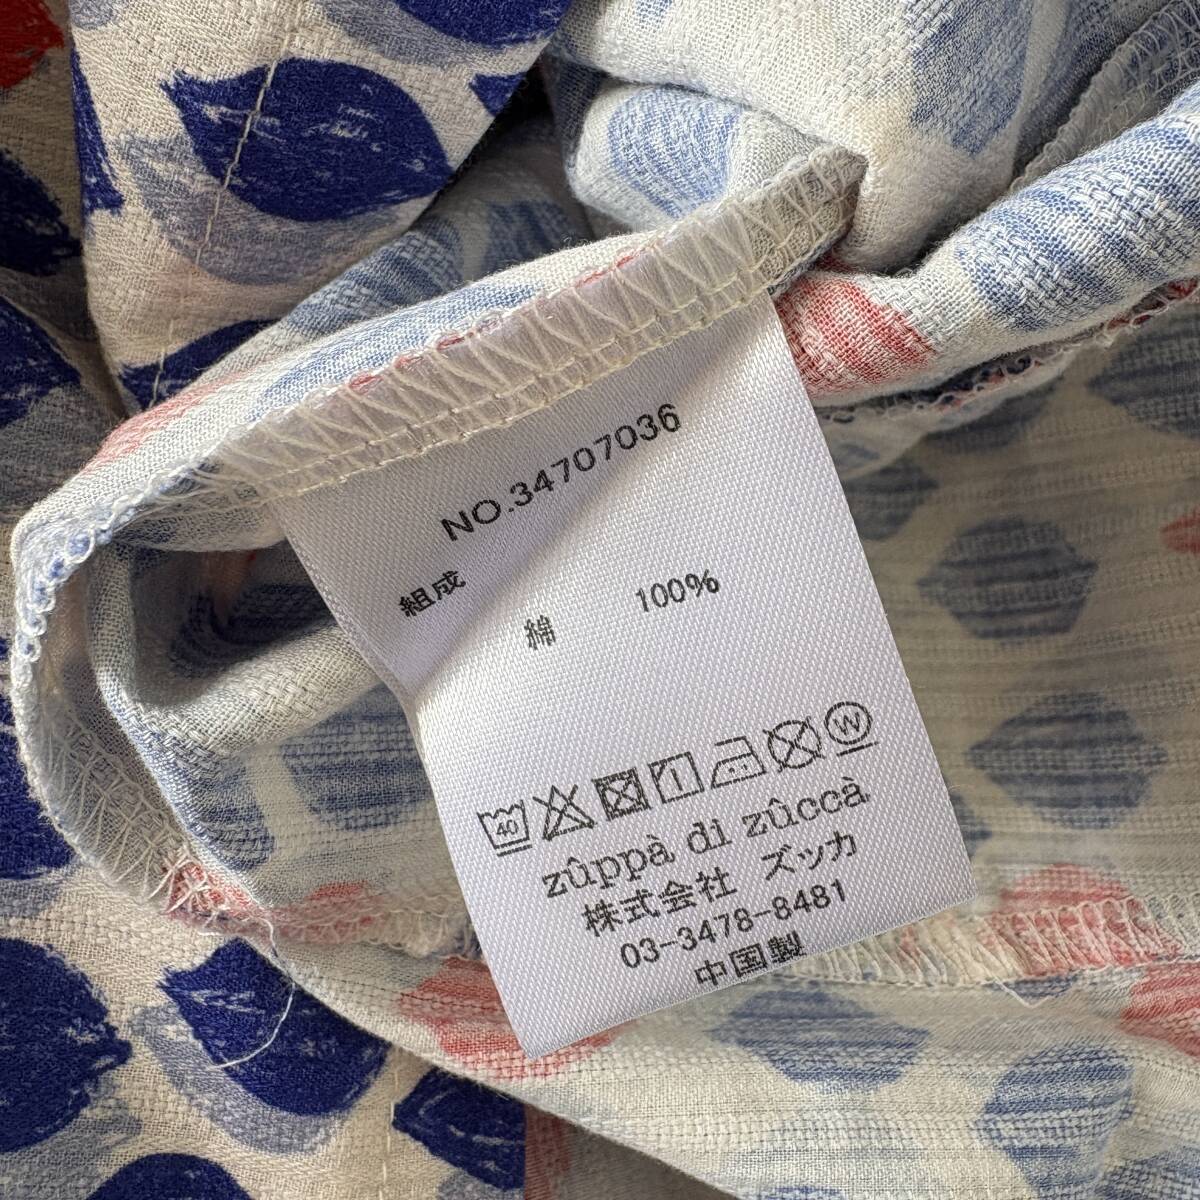 NO.34707036
組成
綿 100%
40
W
zûppà di zûccà
株式会社 ズッカ
03-3478-8481
中国製